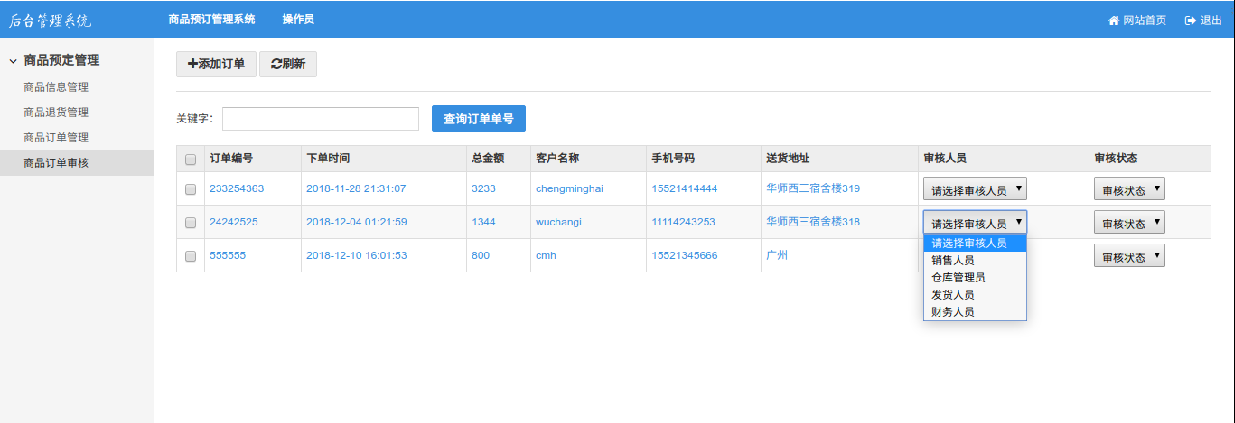 后台管理系统 商品预订管理系统 操作员 网站首页 退出
商品预定管理
商品信息管理
商品退货管理
商品订单管理
商品订单审核
添加订单 刷新
关键字: 查询订单单号
订单编号 下单时间 总金额 客户名称 手机号码 送货地址 审核人员 审核状态
233254363 2018-11-28 21:31:07 3233 chengminghai 15521414444 华师西三宿舍楼319 请选择审核人员 审核状态
24242525 2018-12-04 01:21:59 1344 wuchangi 11114243253 华师西三宿舍楼318 请选择审核人员 审核状态
555555 2018-12-10 16:01:53 800 cmh 15521345666 广州 审核状态
请选择审核人员
销售人员
仓库管理员
发货人员
财务人员